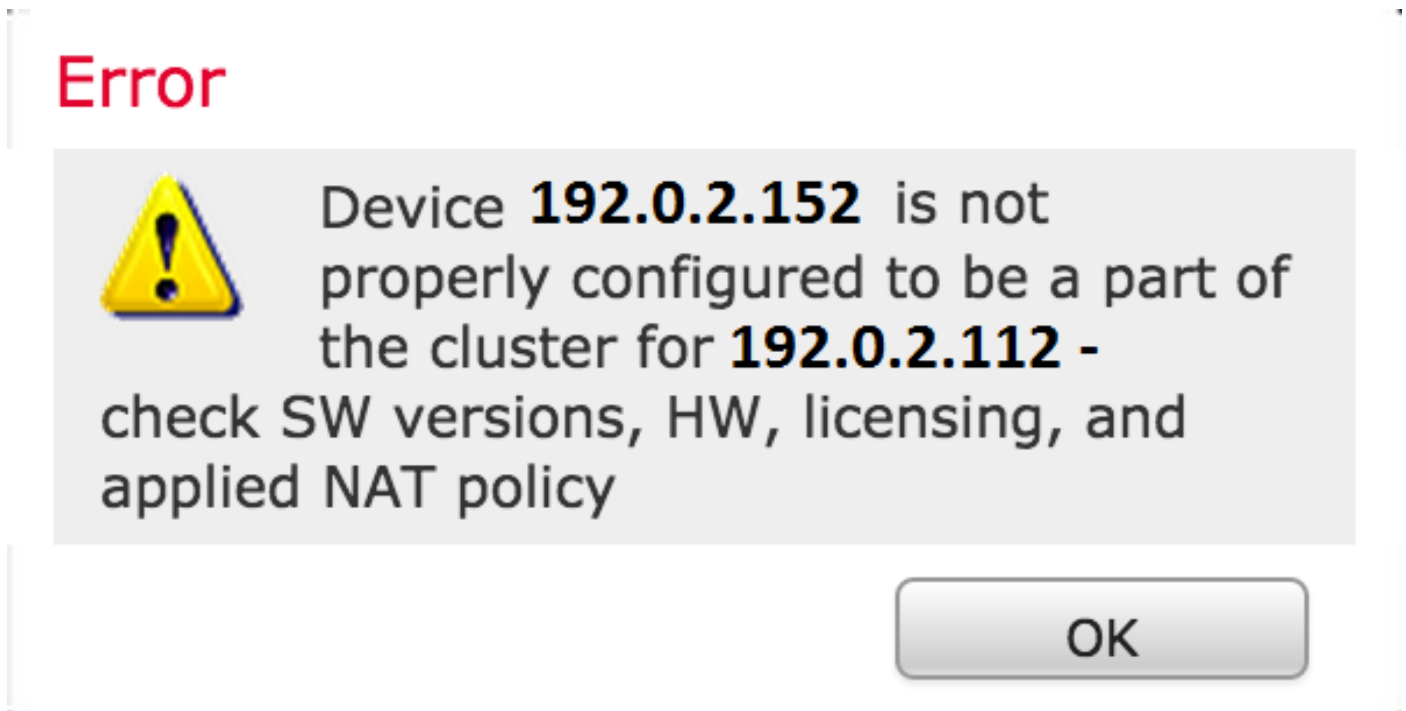 Error
Device 192.0.2.152 is not
properly configured to be a part of
the cluster for 192.0.2.112 -
check SW versions, HW, licensing, and
applied NAT policy
OK